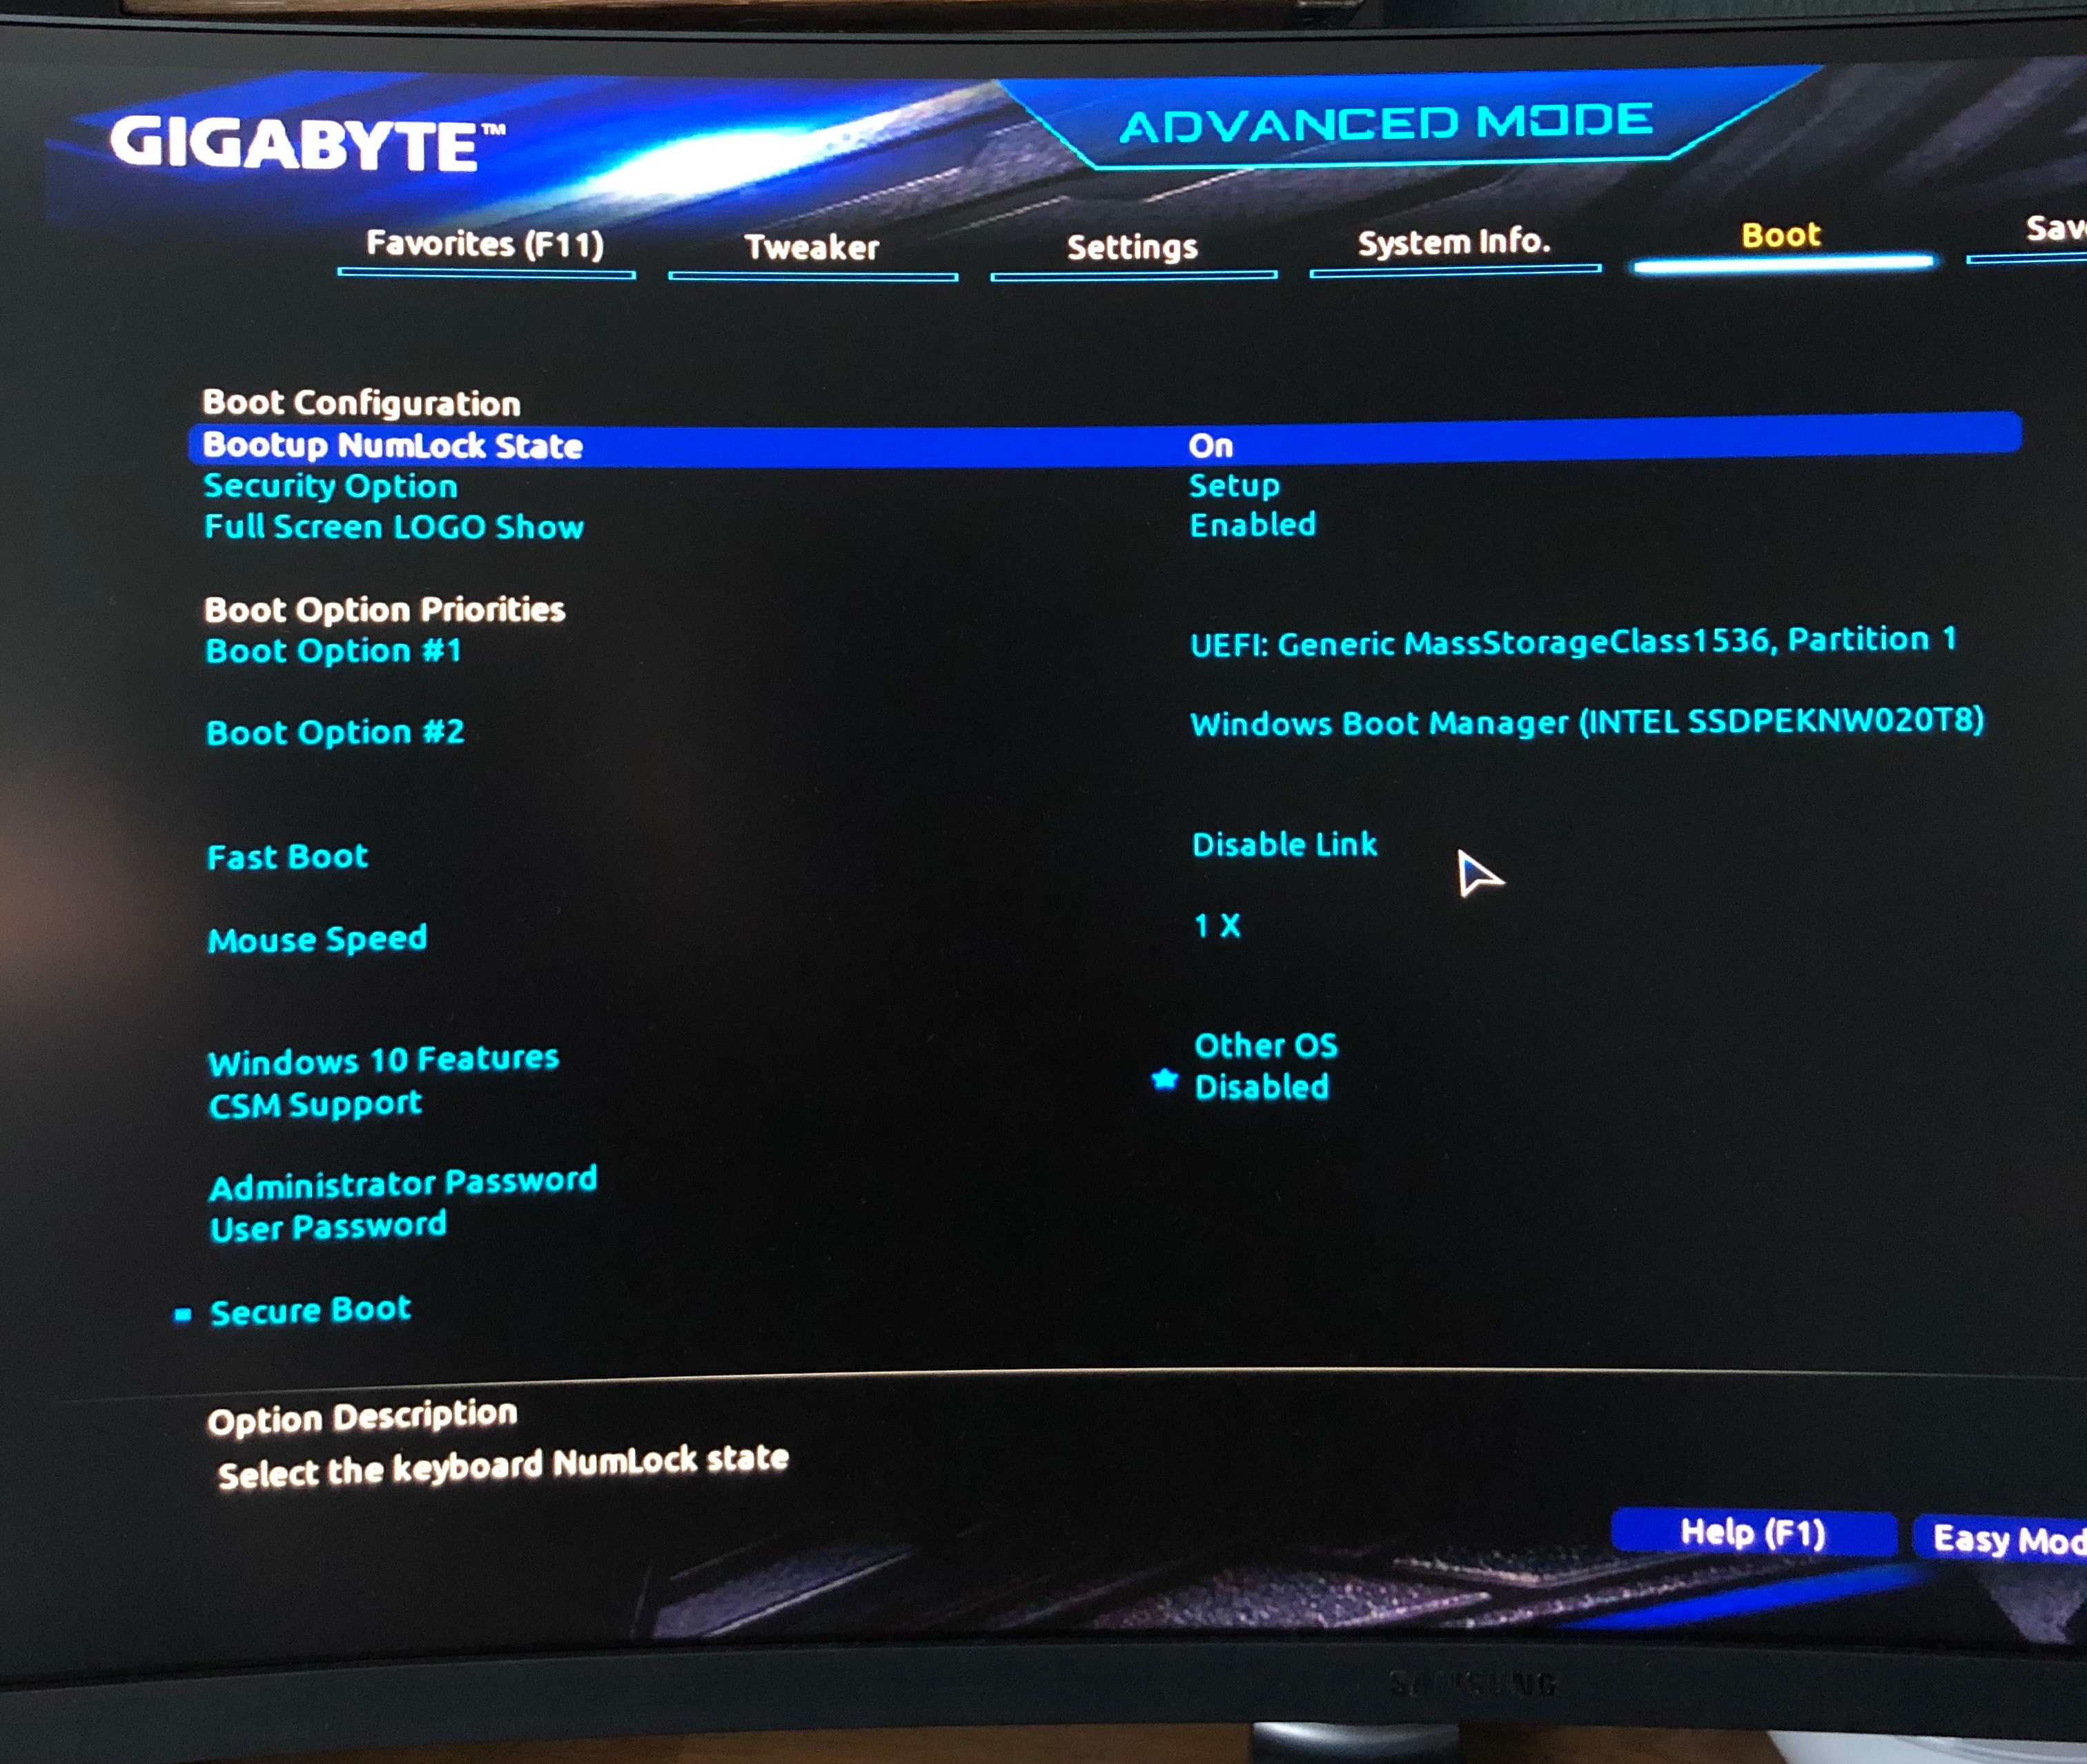 GIGABYTE™
ADVANCED MODE
Favorites (F11) Tweaker Settings System Info. Boot Sav
Boot Configuration
Bootup NumLock State On
Security Option Setup
Full Screen LOGO Show Enabled
Boot Option Priorities
Boot Option #1 UEFI: Generic MassStorageClass1536, Partition 1
Boot Option #2 Windows Boot Manager (INTEL SSDPEKNW020T8)
Fast Boot Disable Link
Mouse Speed 1 X
Windows 10 Features Other OS
CSM Support Disabled
Administrator Password
User Password
Secure Boot
Option Description
Select the keyboard NumLock state
Help (F1) Easy Mod
SAMSUNG